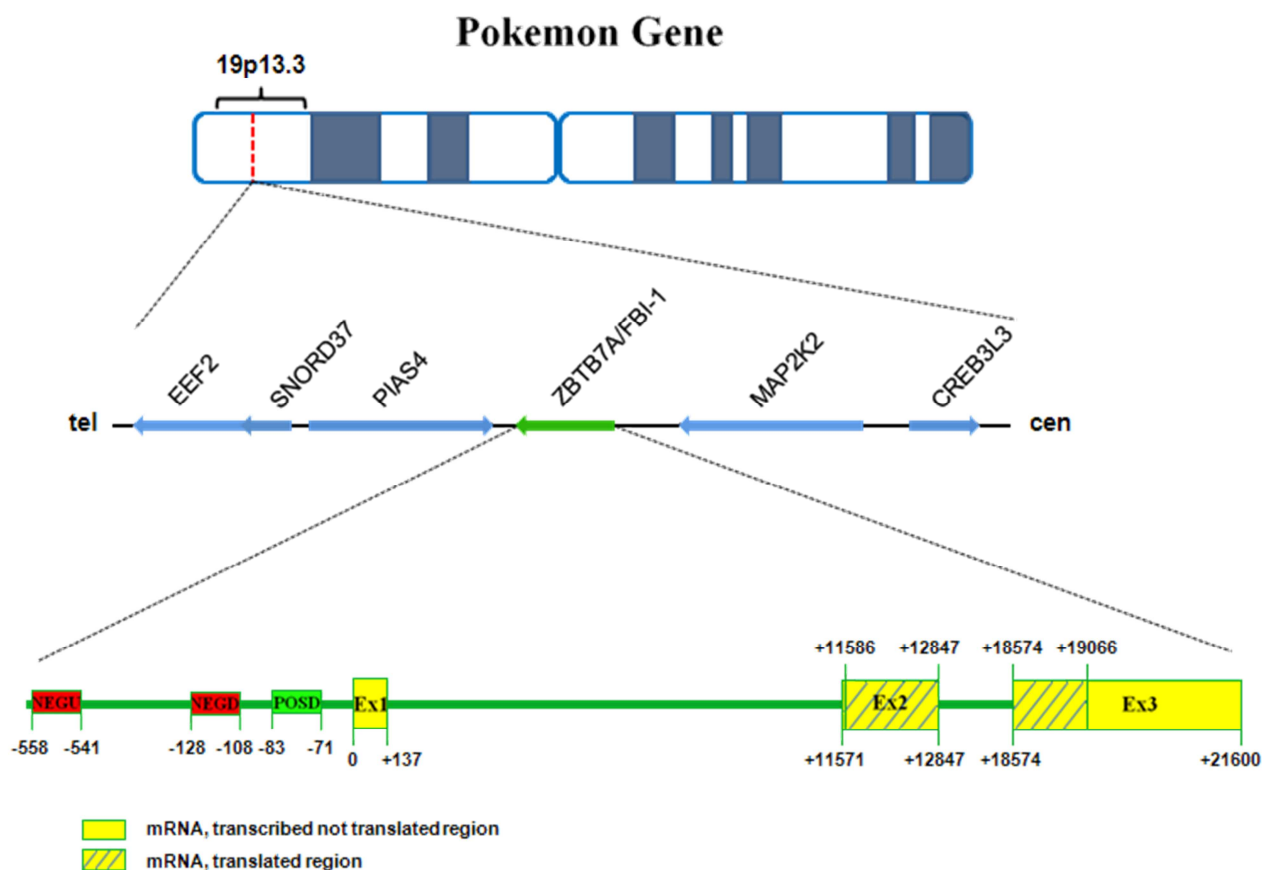 Pokemon Gene
19p13.3
EEF2 SNORD37 PIAS4 ZBTB7A/FBI-1 MAP2K2 CREB3L3
tel cen
+11586 +12847 +18574 +19066
NEGU NEGD POSD Ex1 Ex2 Ex3
-558 -541 -128 -108 -83 -71 0 +137 +11571 +12847 +18574 +21600
mRNA, transcribed not translated region
mRNA, translated region